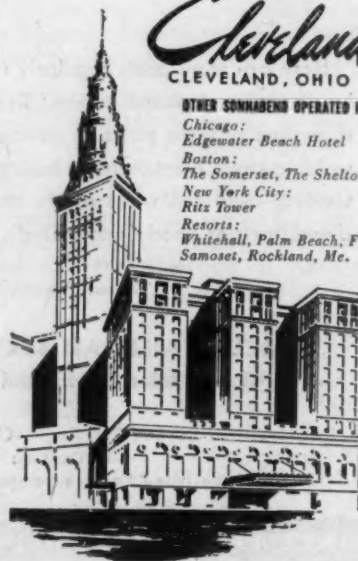 Cleveland
CLEVELAND, OHIO
OTHER SONNABEND OPERATED
Chicago:
Edgewater Beach Hotel
Boston:
The Somerset, The Shelto
New York City:
Ritz Tower
Resorts:
Whitehall, Palm Beach, F
Samoset, Rockland, Me.